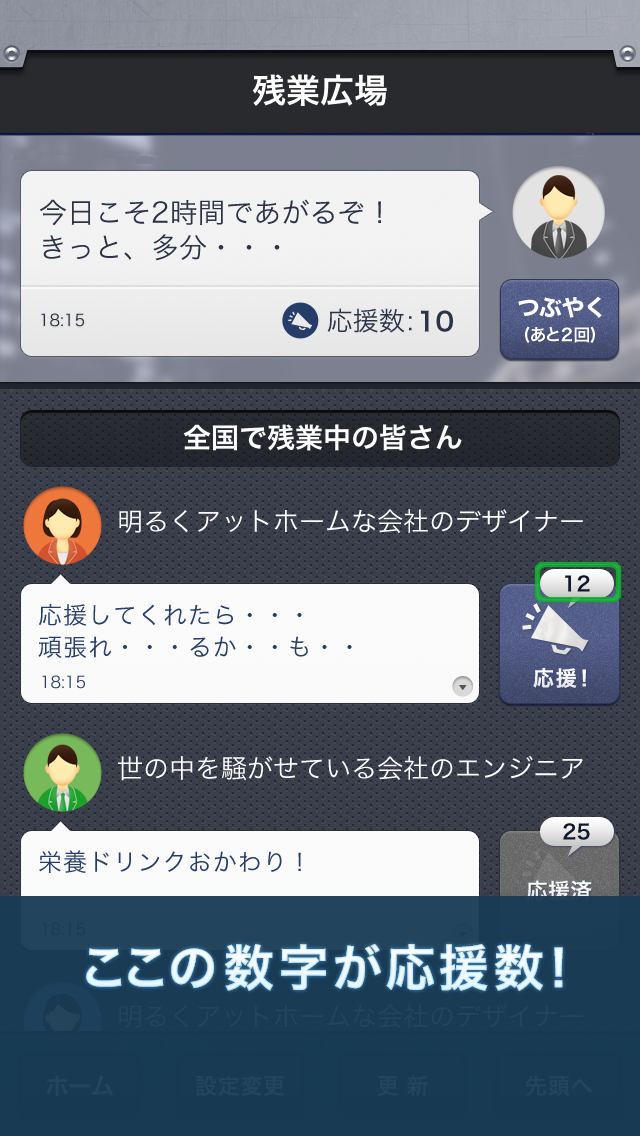 残業広場
今日こそ2時間であがるぞ！
きっと、多分・・・
18:15
応援数:10
つぶやく
(あと2回)
全国で残業中の皆さん
明るくアットホームな会社のデザイナー
12
応援してくれたら・・・
頑張れ・・・るか・・も・・
18:15
応援！
世の中を騒がせている会社のエンジニア
25
栄養ドリンクおかわり！
応援済
18:15
ここの数字が応援数！
明るくアットホームな会社のデザイナー
ホーム
設定変更
更新
先頭へ